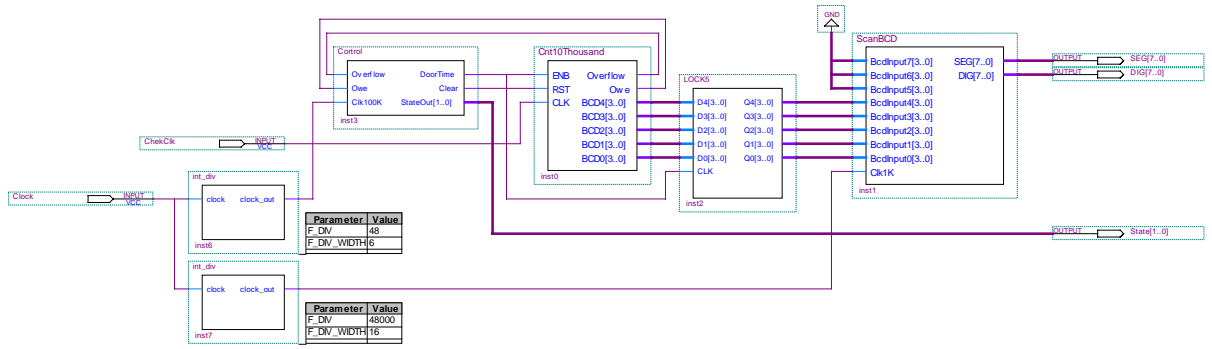 GND
Cortrol
Overflow DoorTime
Owe Clear
Clk100K StateOut[1..0]
inst3
Cnt10Thousand
ENB Overflow
RST Owe
CLK BCD4[3..0]
BCD3[3..0]
BCD2[3..0]
BCD1[3..0]
BCD0[3..0]
inst0
LOCK5
D4[3..0] Q4[3..0]
D3[3..0] Q3[3..0]
D2[3..0] Q2[3..0]
D1[3..0] Q1[3..0]
D0[3..0] Q0[3..0]
CLK
inst2
ScanBCD
BcdInput7[3..0] SEG[7..0]
BcdInput6[3..0] DIG[7..0]
BcdInput5[3..0]
BcdInput4[3..0]
BcdInput3[3..0]
BcdInput2[3..0]
BcdInput1[3..0]
BcdInput0[3..0]
Clk1K
inst1
OUTPUT SEG[7..0]
OUTPUT DIG[7..0]
ChekClk INPUT
VCC
Clock INPUT
VCC
int_div
clock clock_out
inst6
Parameter Value
F_DIV 48
F_DIV_WIDTH 6
OUTPUT State[1..0]
int_div
clock clock_out
inst7
Parameter Value
F_DIV 48000
F_DIV_WIDTH 16